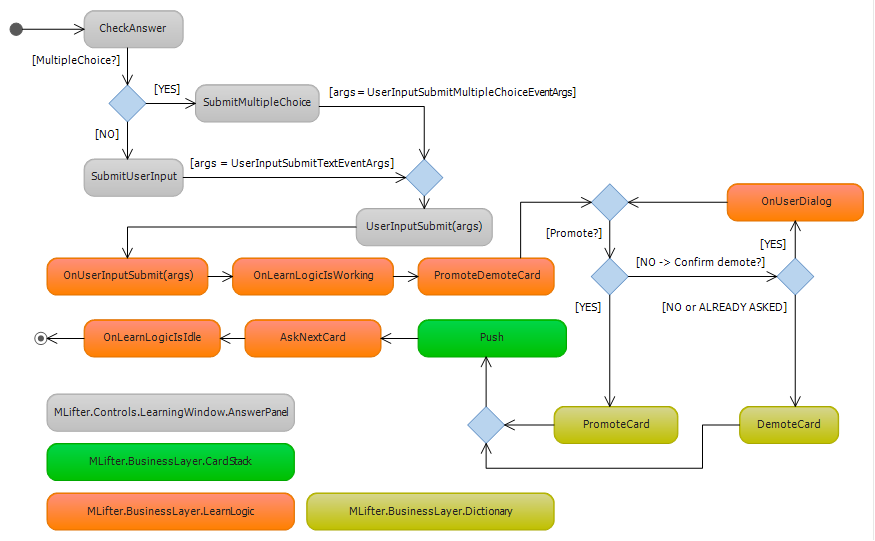 CheckAnswer
[MultipleChoice?]
[YES]
SubmitMultipleChoice
[args = UserInputSubmitMultipleChoiceEventArgs]
[NO]
SubmitUserInput
[args = UserInputSubmitTextEventArgs]
UserInputSubmit(args)
OnUserDialog
[Promote?]
[YES]
[NO -> Confirm demote?]
OnUserInputSubmit(args)
OnLearnLogicIsWorking
PromoteDemoteCard
[YES]
[NO or ALREADY ASKED]
OnLearnLogicIsIdle
AskNextCard
Push
PromoteCard
DemoteCard
MLifter.Controls.LearningWindow.AnswerPanel
MLifter.BusinessLayer.CardStack
MLifter.BusinessLayer.LearnLogic
MLifter.BusinessLayer.Dictionary